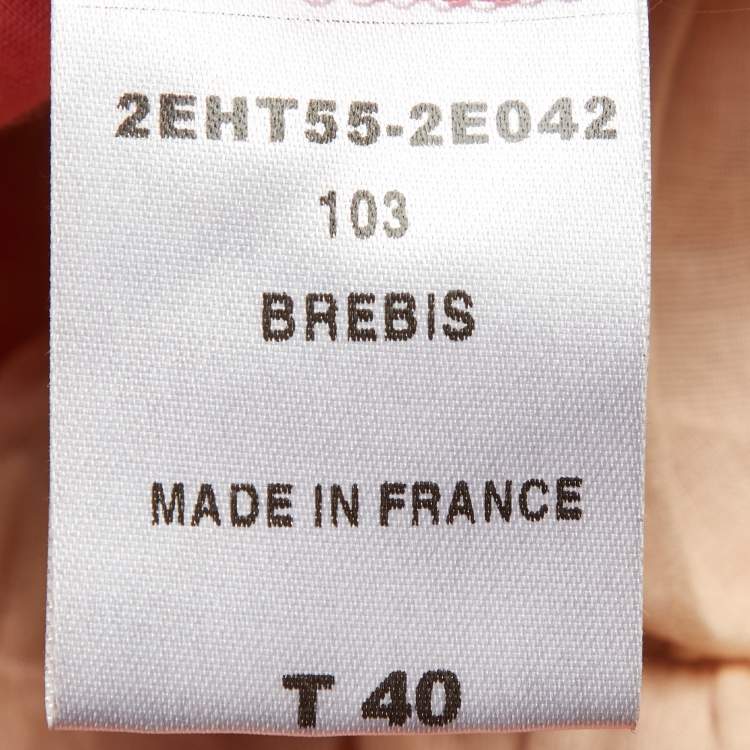 2EHT55-2E042
103
BREBIS
MADE IN FRANCE
T 40